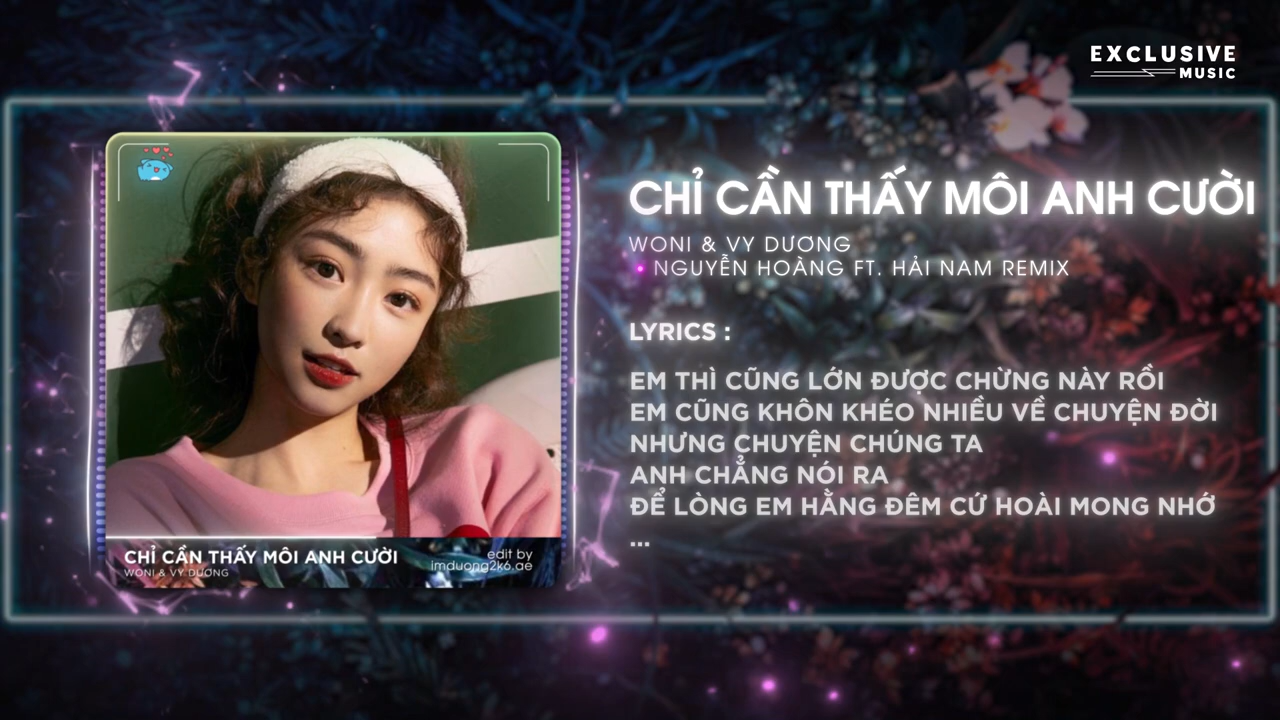 EXCLUSIVE
MUSIC
CHỈ CẦN THẤY MÔI ANH CƯỜI
WONI & VY DƯƠNG
NGUYỄN HOÀNG FT. HẢI NAM REMIX
LYRICS :
EM THÌ CŨNG LỚN ĐƯỢC CHỪNG NÀY RỒI
EM CŨNG KHÔN KHÉO NHIỀU VỀ CHUYỆN ĐỜI
NHƯNG CHUYỆN CHÚNG TA
ANH CHẲNG NÓI RA
ĐỂ LÒNG EM HẰNG ĐÊM CỨ HOÀI MONG NHỚ
...
CHỈ CẦN THẤY MÔI ANH CƯỜI
WONI & VY DƯƠNG
edit by
imduong2k6.ae